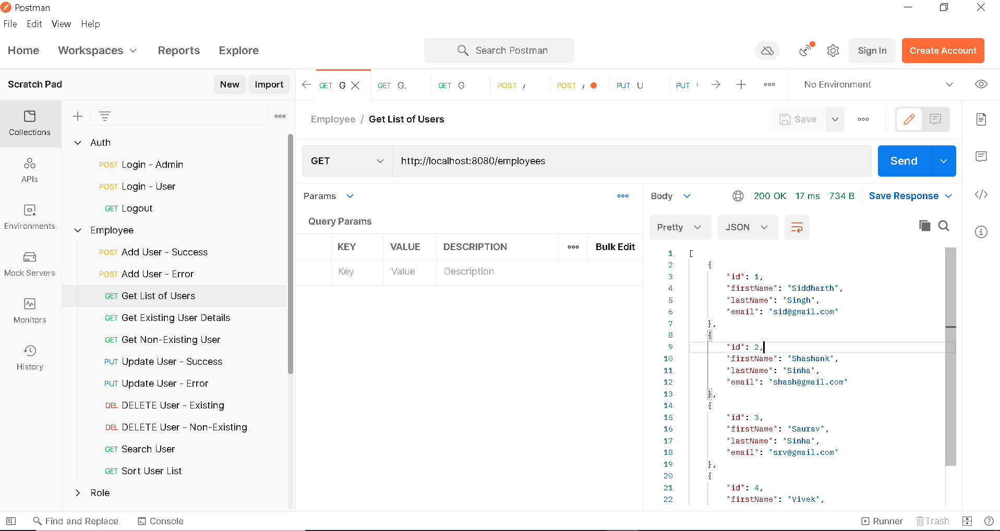 Postman
File Edit View Help
Home Workspaces Reports Explore
Search Postman
Sign In
Create Account
Scratch Pad
New
Import
GET G
GET G.
GET G
POST
POST
PUT U
PUT
No Environment
Collections
APIs
Environments
Mock Servers
Monitors
History
Auth
POST Login - Admin
POST Login - User
GET Logout
Employee
POST Add User - Success
POST Add User - Error
GET Get List of Users
GET Get Existing User Details
GET Get Non-Existing User
PUT Update User - Success
PUT Update User - Error
DEL DELETE User - Existing
DEL DELETE User - Non-Existing
GET Search User
GET Sort User List
Role
Employee / Get List of Users
Save
GET
http://localhost:8080/employees
Send
Params
Query Params
KEY VALUE DESCRIPTION Bulk Edit
Key Value Description
Body
200 OK 17 ms 734 B Save Response
Pretty JSON
1 [
2 {
3 "id": 1,
4 "firstName": "Siddharth",
5 "lastName": "Singh",
6 "email": "sid@gmail.com"
7 },
8 {
9 "id": 2,
10 "firstName": "Shashank",
11 "lastName": "Sinha",
12 "email": "shash@gmail.com"
13 },
14 {
15 "id": 3,
16 "firstName": "Saurav",
17 "lastName": "Sinha",
18 "email": "srv@gmail.com"
19 },
20 {
21 "id": 4,
22 "firstName": "Vivek",
Find and Replace Console
Runner Trash